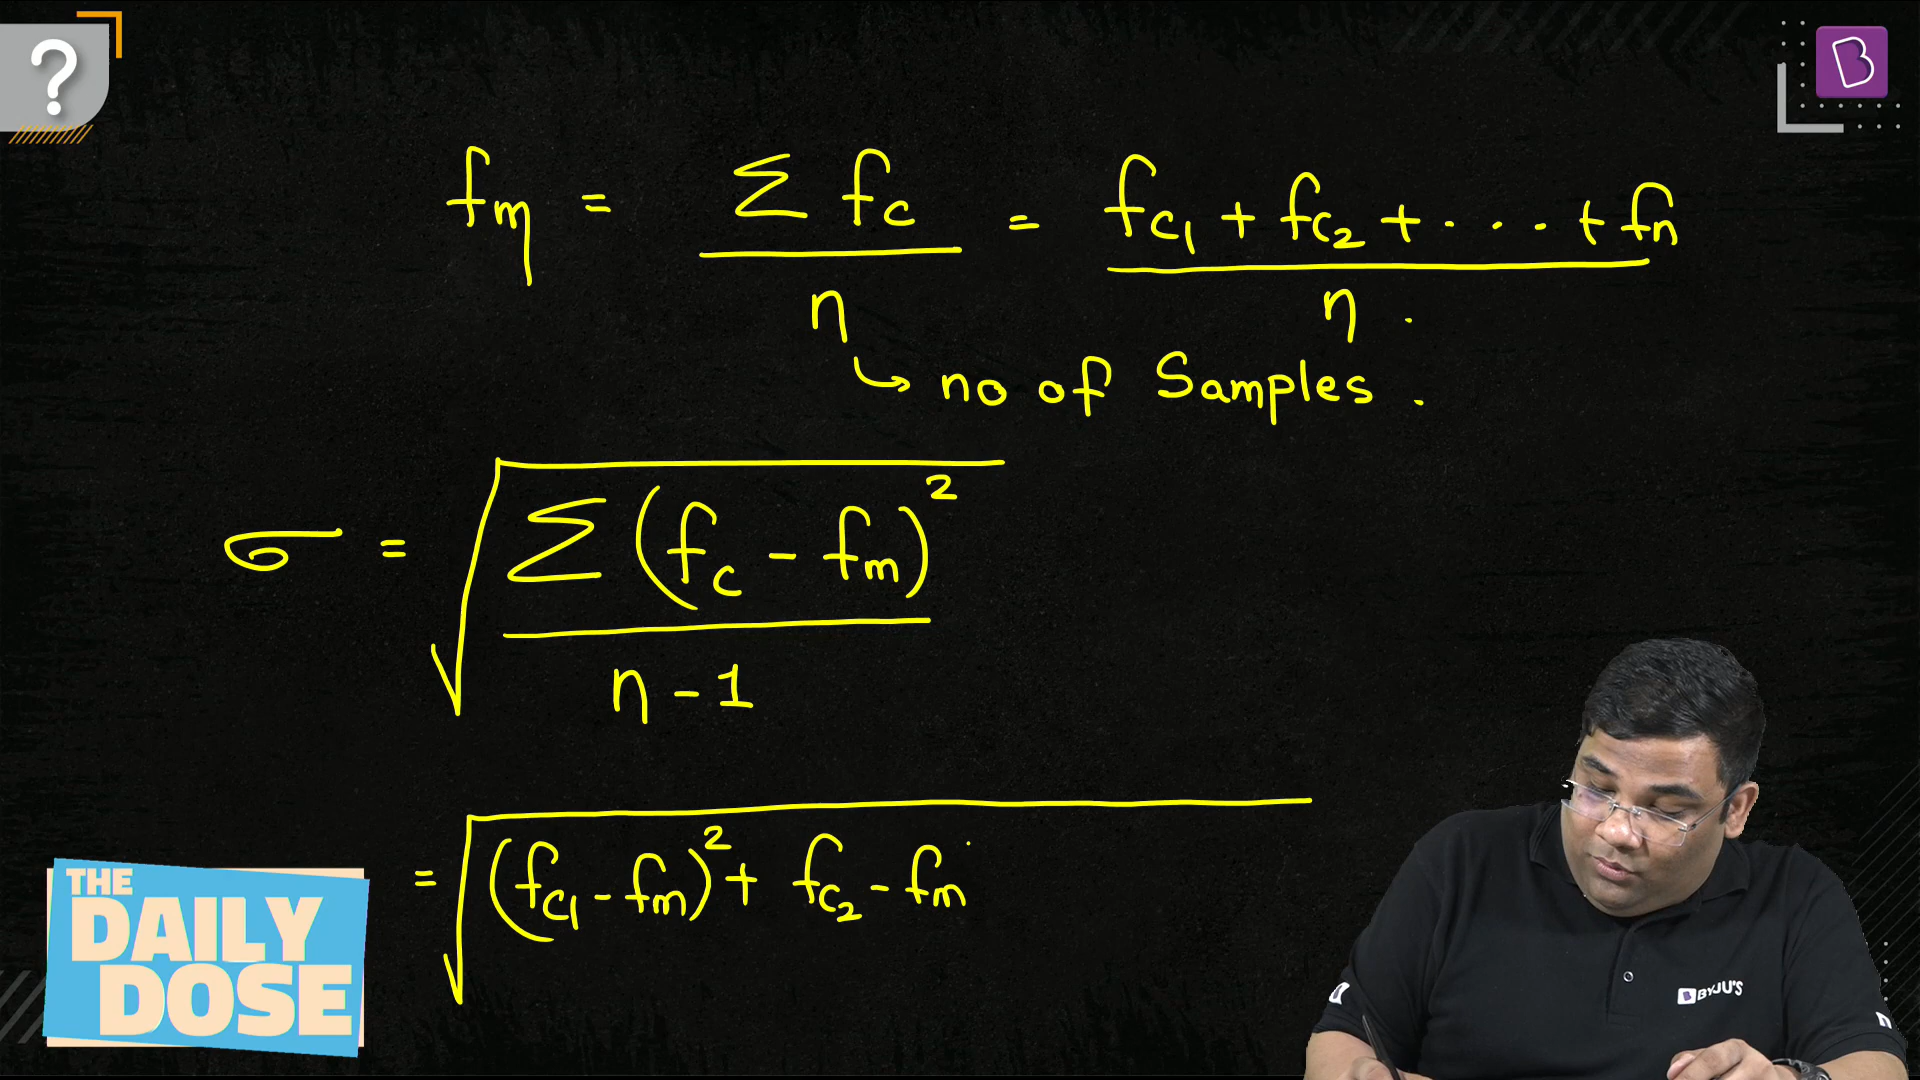 ?
B
fm = Σ fc / n = fc1 + fc2 + . . . + fn / n .
↳ no of Samples .
σ = √ Σ (fc - fm)² / n - 1
= √ (fc1 - fm)² + fc2 - fm
THE
DAILY
DOSE
BYJU'S